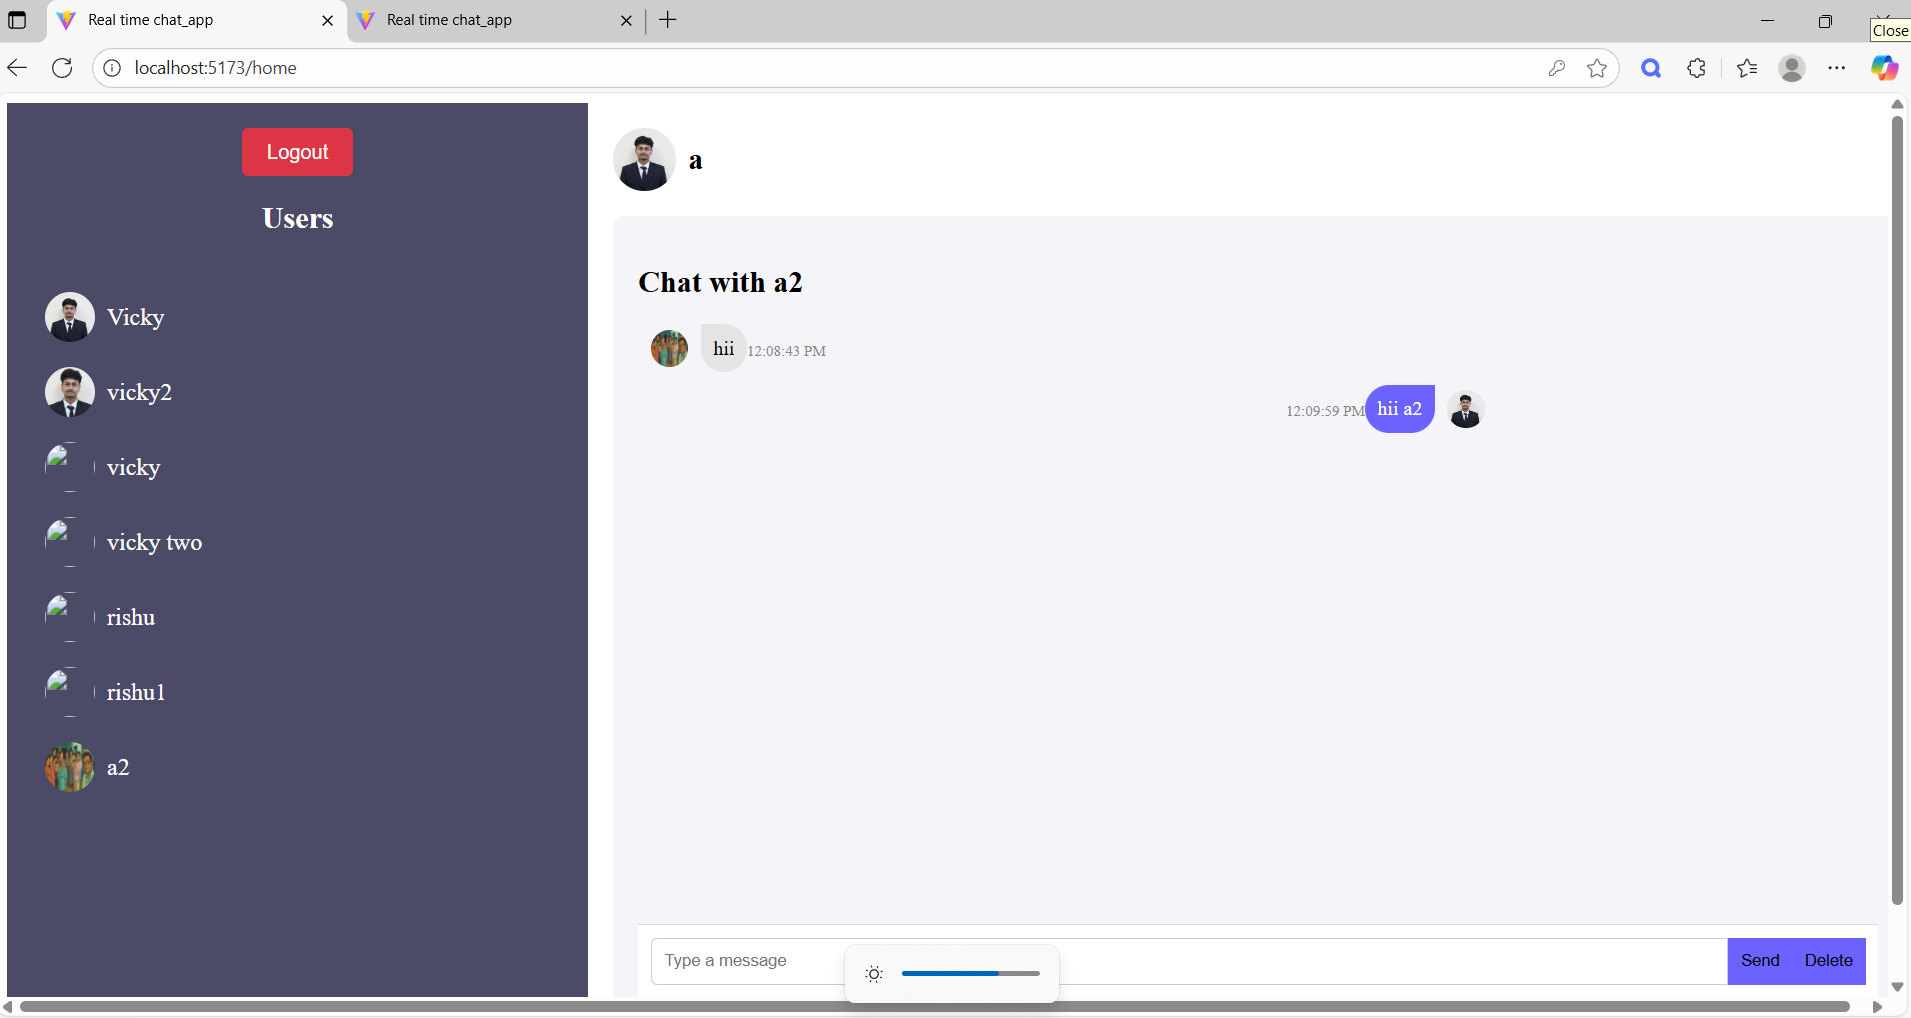 Real time chat_app
Real time chat_app
Close
localhost:5173/home
Logout
Users
Vicky
vicky2
vicky
vicky two
rishu
rishu1
a2
a
Chat with a2
hii 12:08:43 PM
12:09:59 PM hii a2
Type a message
Send Delete